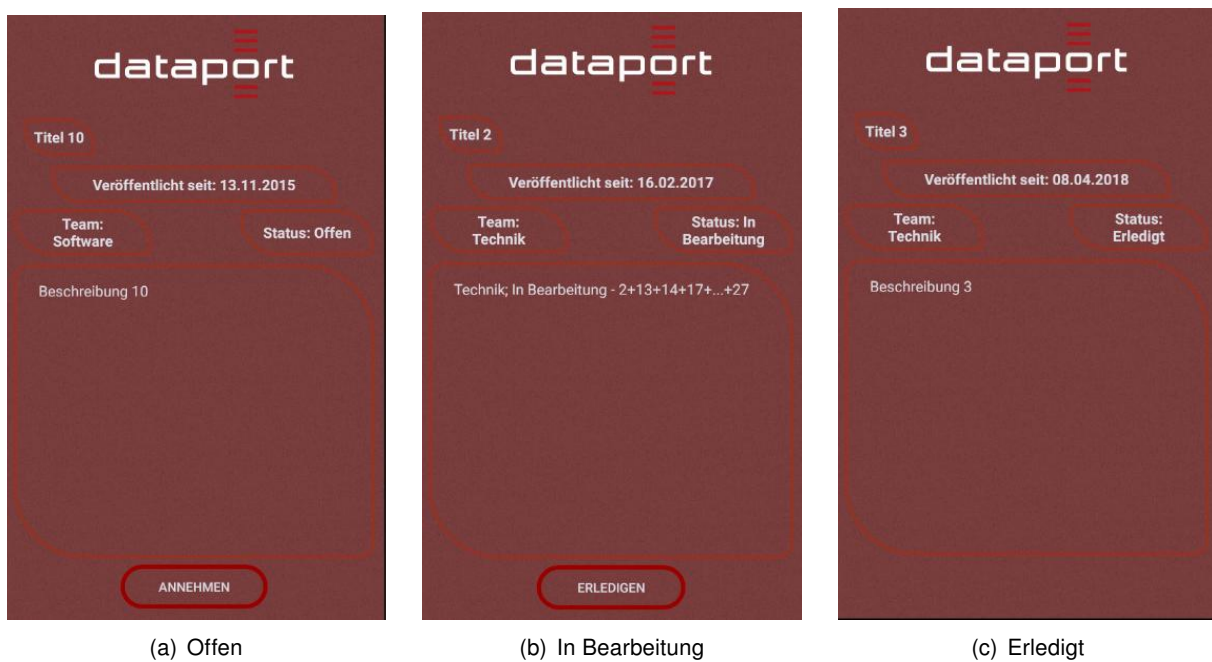 dataport
Titel 10
Veröffentlicht seit: 13.11.2015
Team:
Software
Status: Offen
Beschreibung 10
ANNEHMEN
(a) Offen
dataport
Titel 2
Veröffentlicht seit: 16.02.2017
Team:
Technik
Status: In
Bearbeitung
Technik; In Bearbeitung - 2+13+14+17+...+27
ERLEDIGEN
(b) In Bearbeitung
dataport
Titel 3
Veröffentlicht seit: 08.04.2018
Team:
Technik
Status:
Erledigt
Beschreibung 3
(c) Erledigt